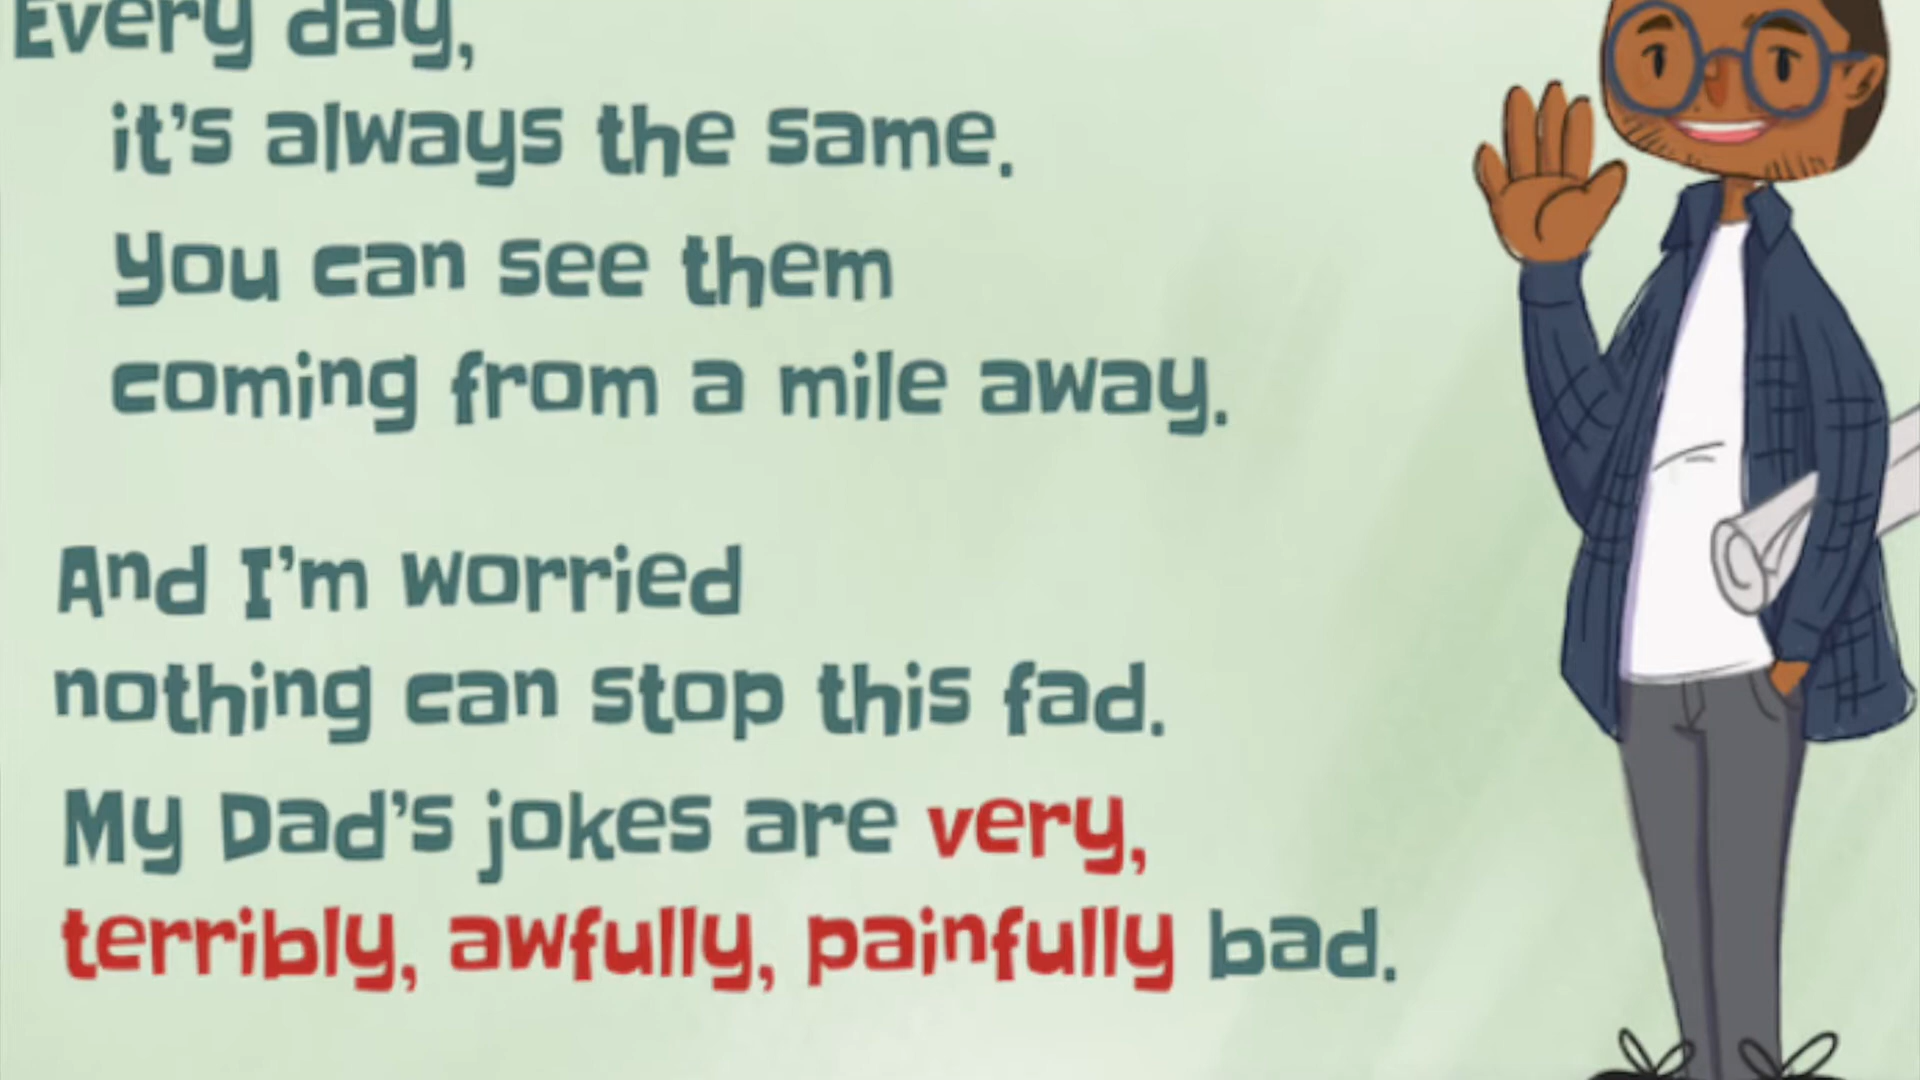 Every day,
it's always the same.
You can see them
coming from a mile away.
And I'm worried
nothing can stop this fad.
My Dad's jokes are very,
terribly, awfully, painfully bad.